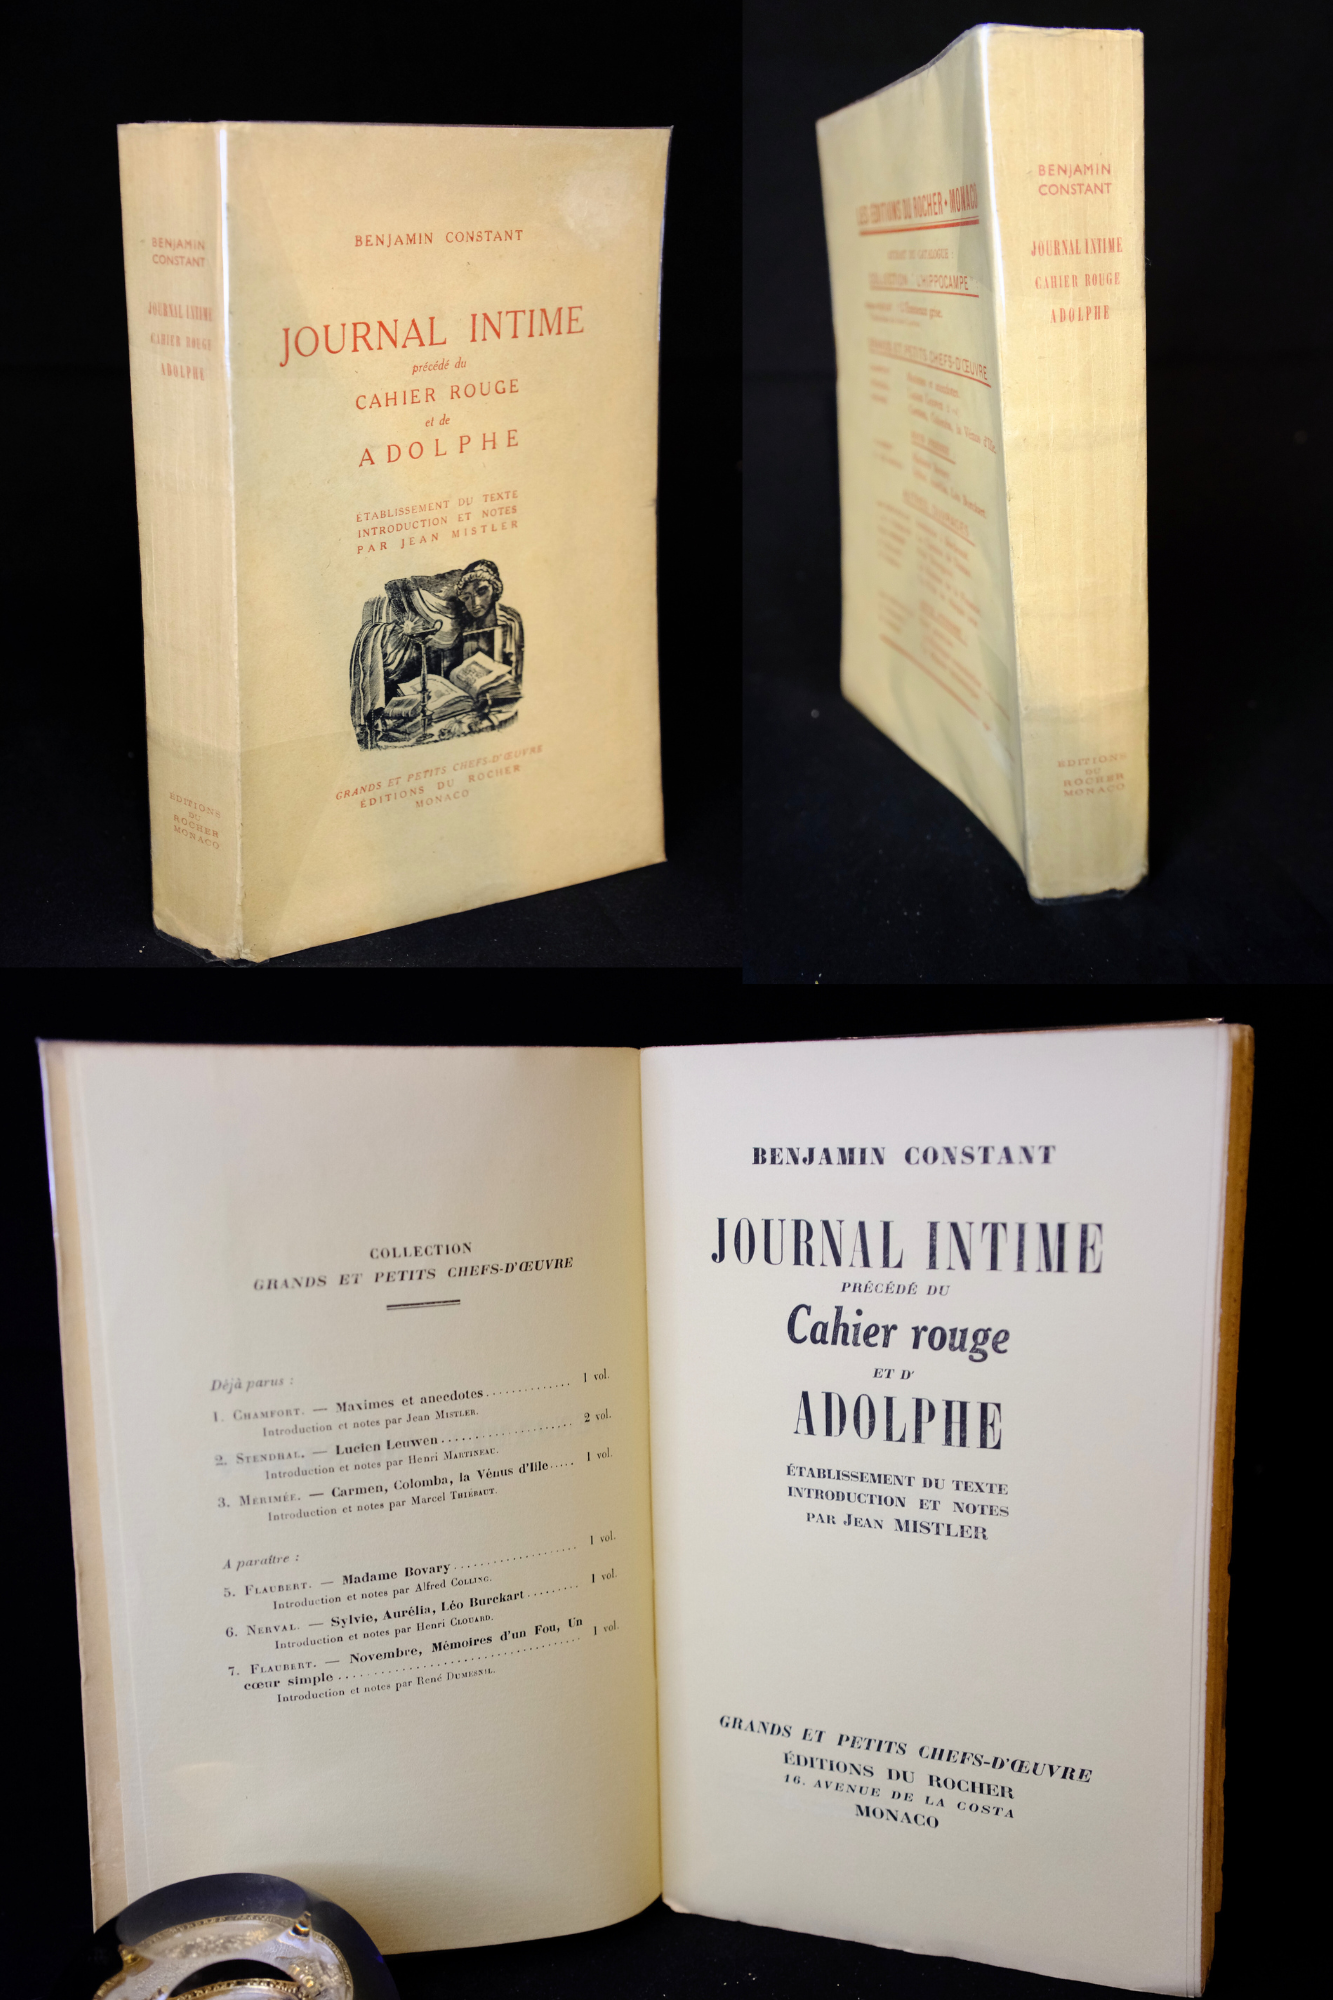 BENJAMIN
CONSTANT
JOURNAL INTIME
CAHIER ROUGE
ADOLPHE
EDITIONS
DU
ROCHER
MONACO
BENJAMIN CONSTANT
JOURNAL INTIME
précédé du
CAHIER ROUGE
et de
ADOLPHE
ÉTABLISSEMENT DU TEXTE
INTRODUCTION ET NOTES
PAR JEAN MISTLER
GRANDS ET PETITS CHEFS-D'ŒUVRE
ÉDITIONS DU ROCHER
MONACO
LES EDITIONS DU ROCHER • MONACO
EXTRAIT DU CATALOGUE :
COLLECTION "L'HIPPOCAMPE"
GRANDS ET PETITS CHEFS-D'ŒUVRE
Carmen, Colomba, la Vénus d'Ille
BENJAMIN
CONSTANT
JOURNAL INTIME
CAHIER ROUGE
ADOLPHE
EDITIONS
DU
ROCHER
MONACO
COLLECTION
GRANDS ET PETITS CHEFS-D'ŒUVRE
Déjà parus :
1. CHAMFORT. — Maximes et anecdotes.............. 1 vol.
Introduction et notes par Jean MISTLER.
2. STENDHAL. — Lucien Leuwen..................... 2 vol.
Introduction et notes par Henri MARTINEAU.
3. MÉRIMÉE. — Carmen, Colomba, la Vénus d'Ille..... 1 vol.
Introduction et notes par Marcel THIÉBAUT.
A paraître :
5. FLAUBERT. — Madame Bovary.................... 1 vol.
Introduction et notes par Alfred COLLING.
6. NERVAL. — Sylvie, Aurélia, Léo Burckart......... 1 vol.
Introduction et notes par Henri CLOUARD.
7. FLAUBERT. — Novembre, Mémoires d'un Fou, Un
cœur simple..................................... 1 vol.
Introduction et notes par René DUMESNIL.
BENJAMIN CONSTANT
JOURNAL INTIME
PRÉCÉDÉ DU
Cahier rouge
ET D'
ADOLPHE
ÉTABLISSEMENT DU TEXTE
INTRODUCTION ET NOTES
PAR JEAN MISTLER
GRANDS ET PETITS CHEFS-D'ŒUVRE
ÉDITIONS DU ROCHER
16. AVENUE DE LA COSTA
MONACO